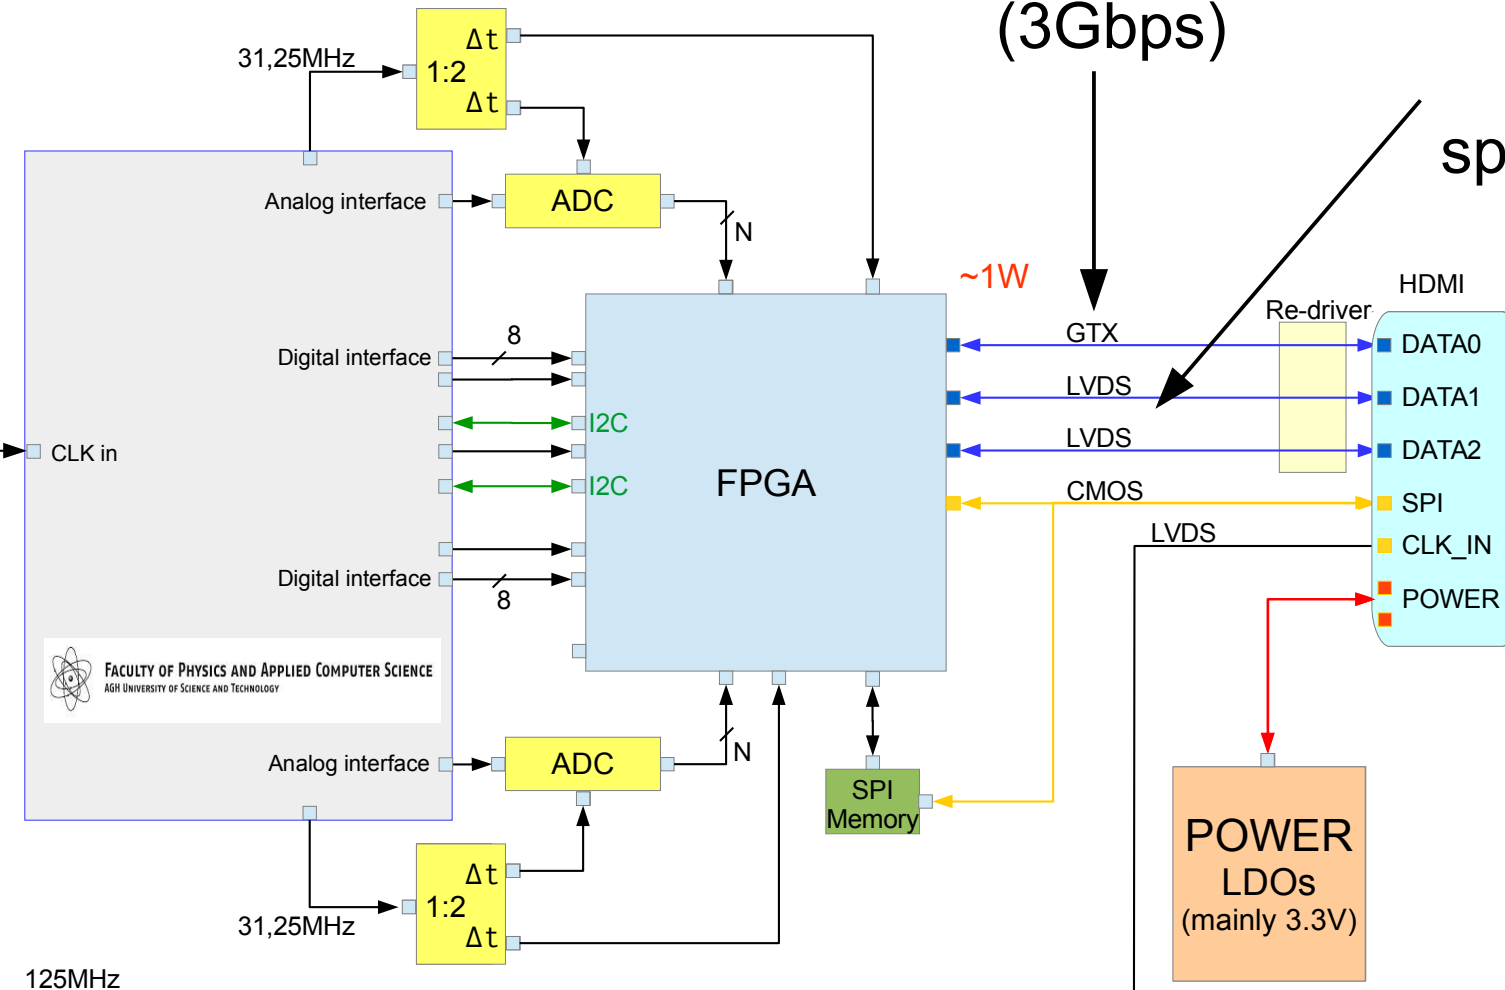 (3Gbps)
Δt
31,25MHz
1:2
Δt
sp
Analog interface
ADC
N
~1W
HDMI
Re-driver
8
GTX
DATA0
Digital interface
LVDS
DATA1
I2C
LVDS
DATA2
CLK in
I2C
FPGA
CMOS
SPI
LVDS
CLK_IN
Digital interface
8
POWER
FACULTY OF PHYSICS AND APPLIED COMPUTER SCIENCE
AGH UNIVERSITY OF SCIENCE AND TECHNOLOGY
N
Analog interface
ADC
SPI
Memory
POWER
LDOs
(mainly 3.3V)
Δt
1:2
31,25MHz
Δt
125MHz